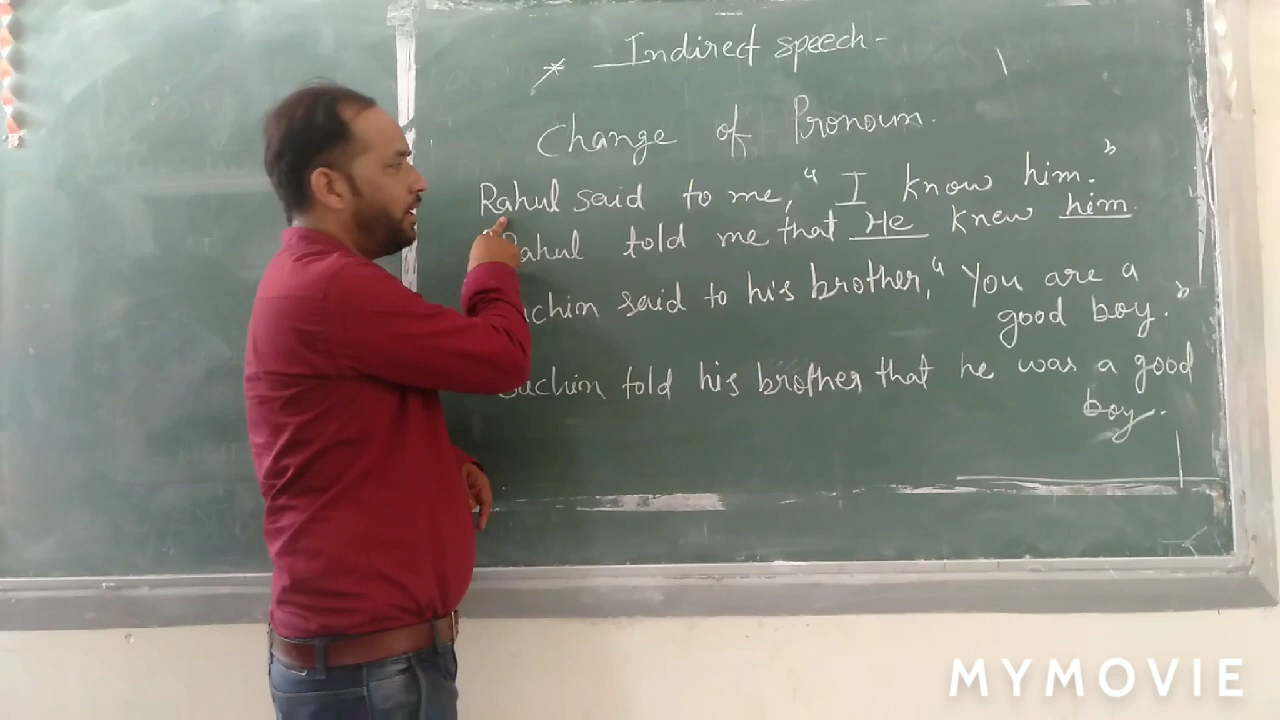 * Indirect speech -
Change of Pronoun.
Rahul said to me, "I know him."
Rahul told me that He knew him.
Sachin said to his brother, "You are a
good boy."
Sachin told his brother that he was a good
boy.
MYMOVIE